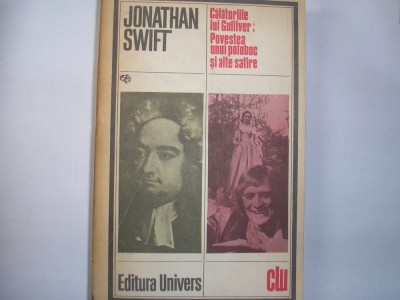 JONATHAN
SWIFT
Călătoriile
lui Gulliver;
Povestea
unui poloboc
și alte satire
Editura Univers
clu